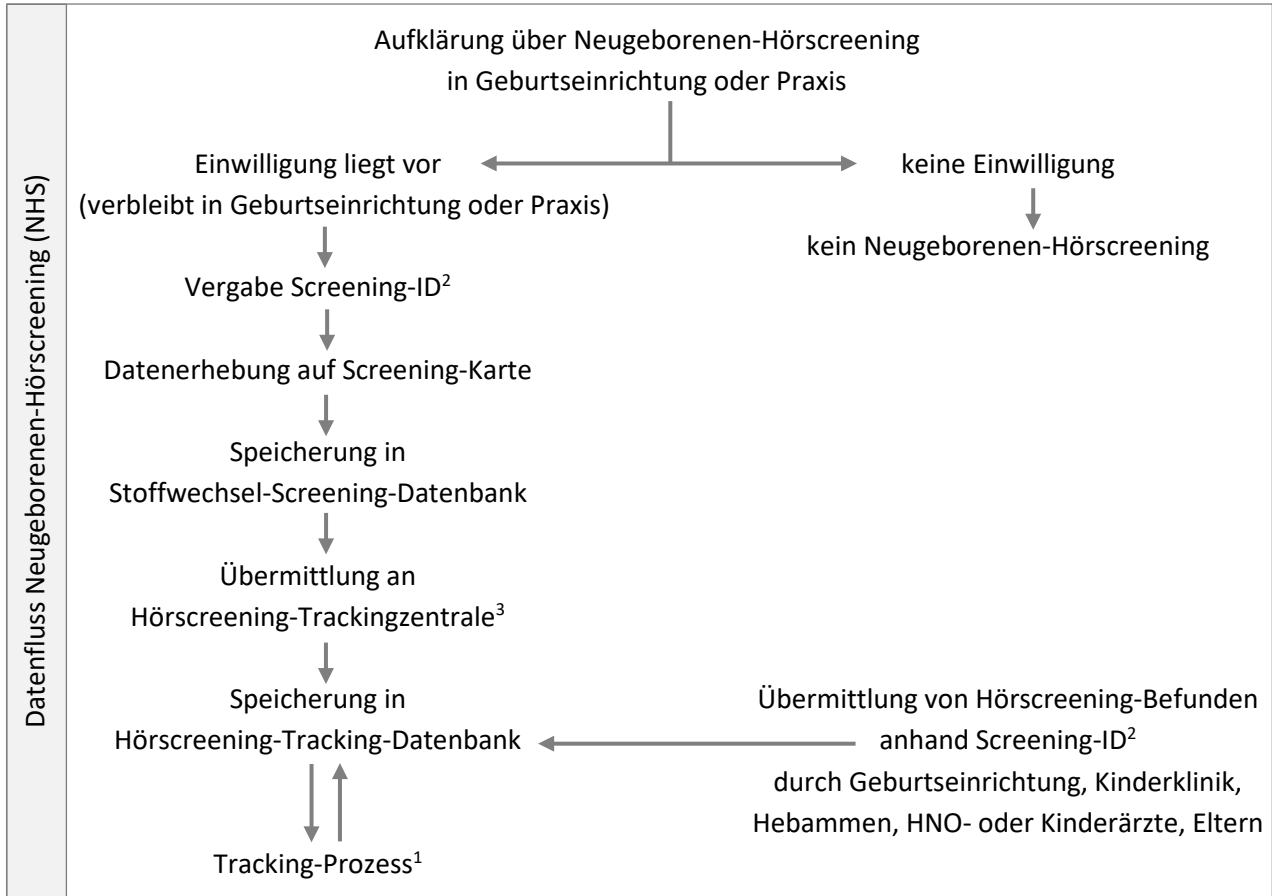 Datenfluss Neugeborenen-Hörscreening (NHS)
Aufklärung über Neugeborenen-Hörscreening
in Geburtseinrichtung oder Praxis
Einwilligung liegt vor
(verbleibt in Geburtseinrichtung oder Praxis)
keine Einwilligung
kein Neugeborenen-Hörscreening
Vergabe Screening-ID²
Datenerhebung auf Screening-Karte
Speicherung in
Stoffwechsel-Screening-Datenbank
Übermittlung an
Hörscreening-Trackingzentrale³
Speicherung in
Hörscreening-Tracking-Datenbank
Übermittlung von Hörscreening-Befunden
anhand Screening-ID²
durch Geburtseinrichtung, Kinderklinik,
Hebammen, HNO- oder Kinderärzte, Eltern
Tracking-Prozess¹